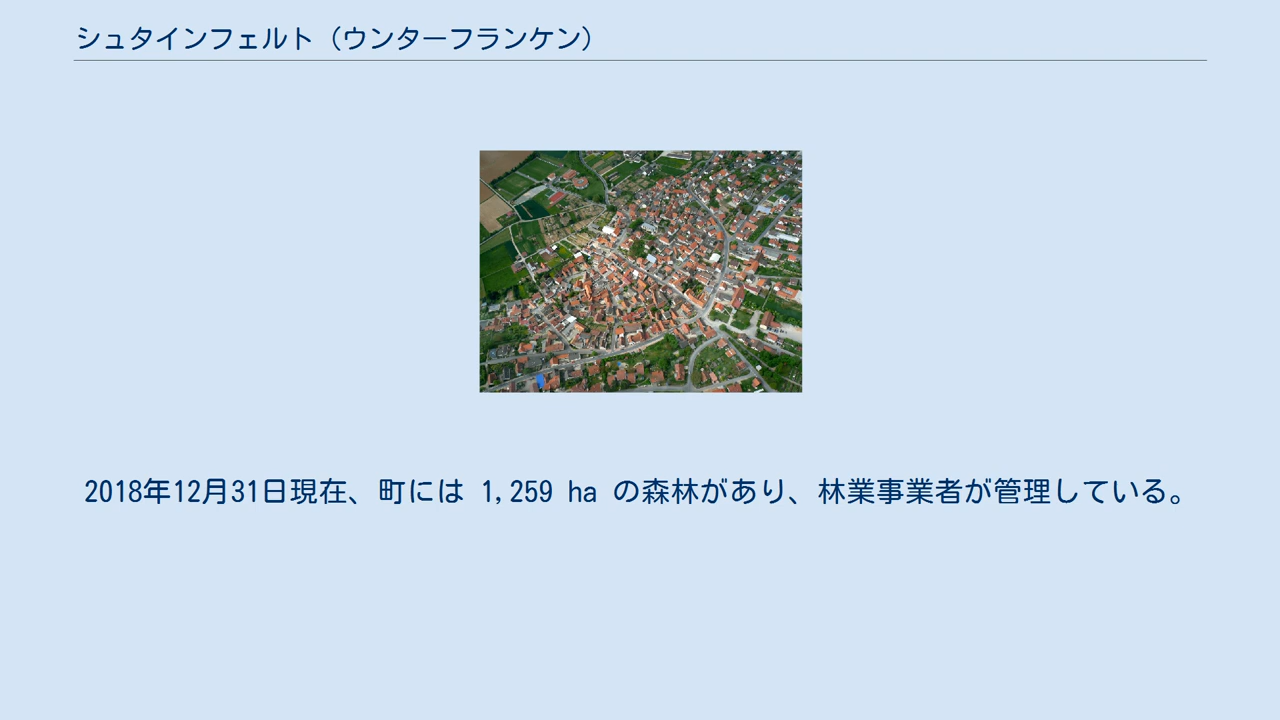 シュタインフェルト（ウンターフランケン）
2018年12月31日現在、町には 1,259 ha の森林があり、林業事業者が管理している。